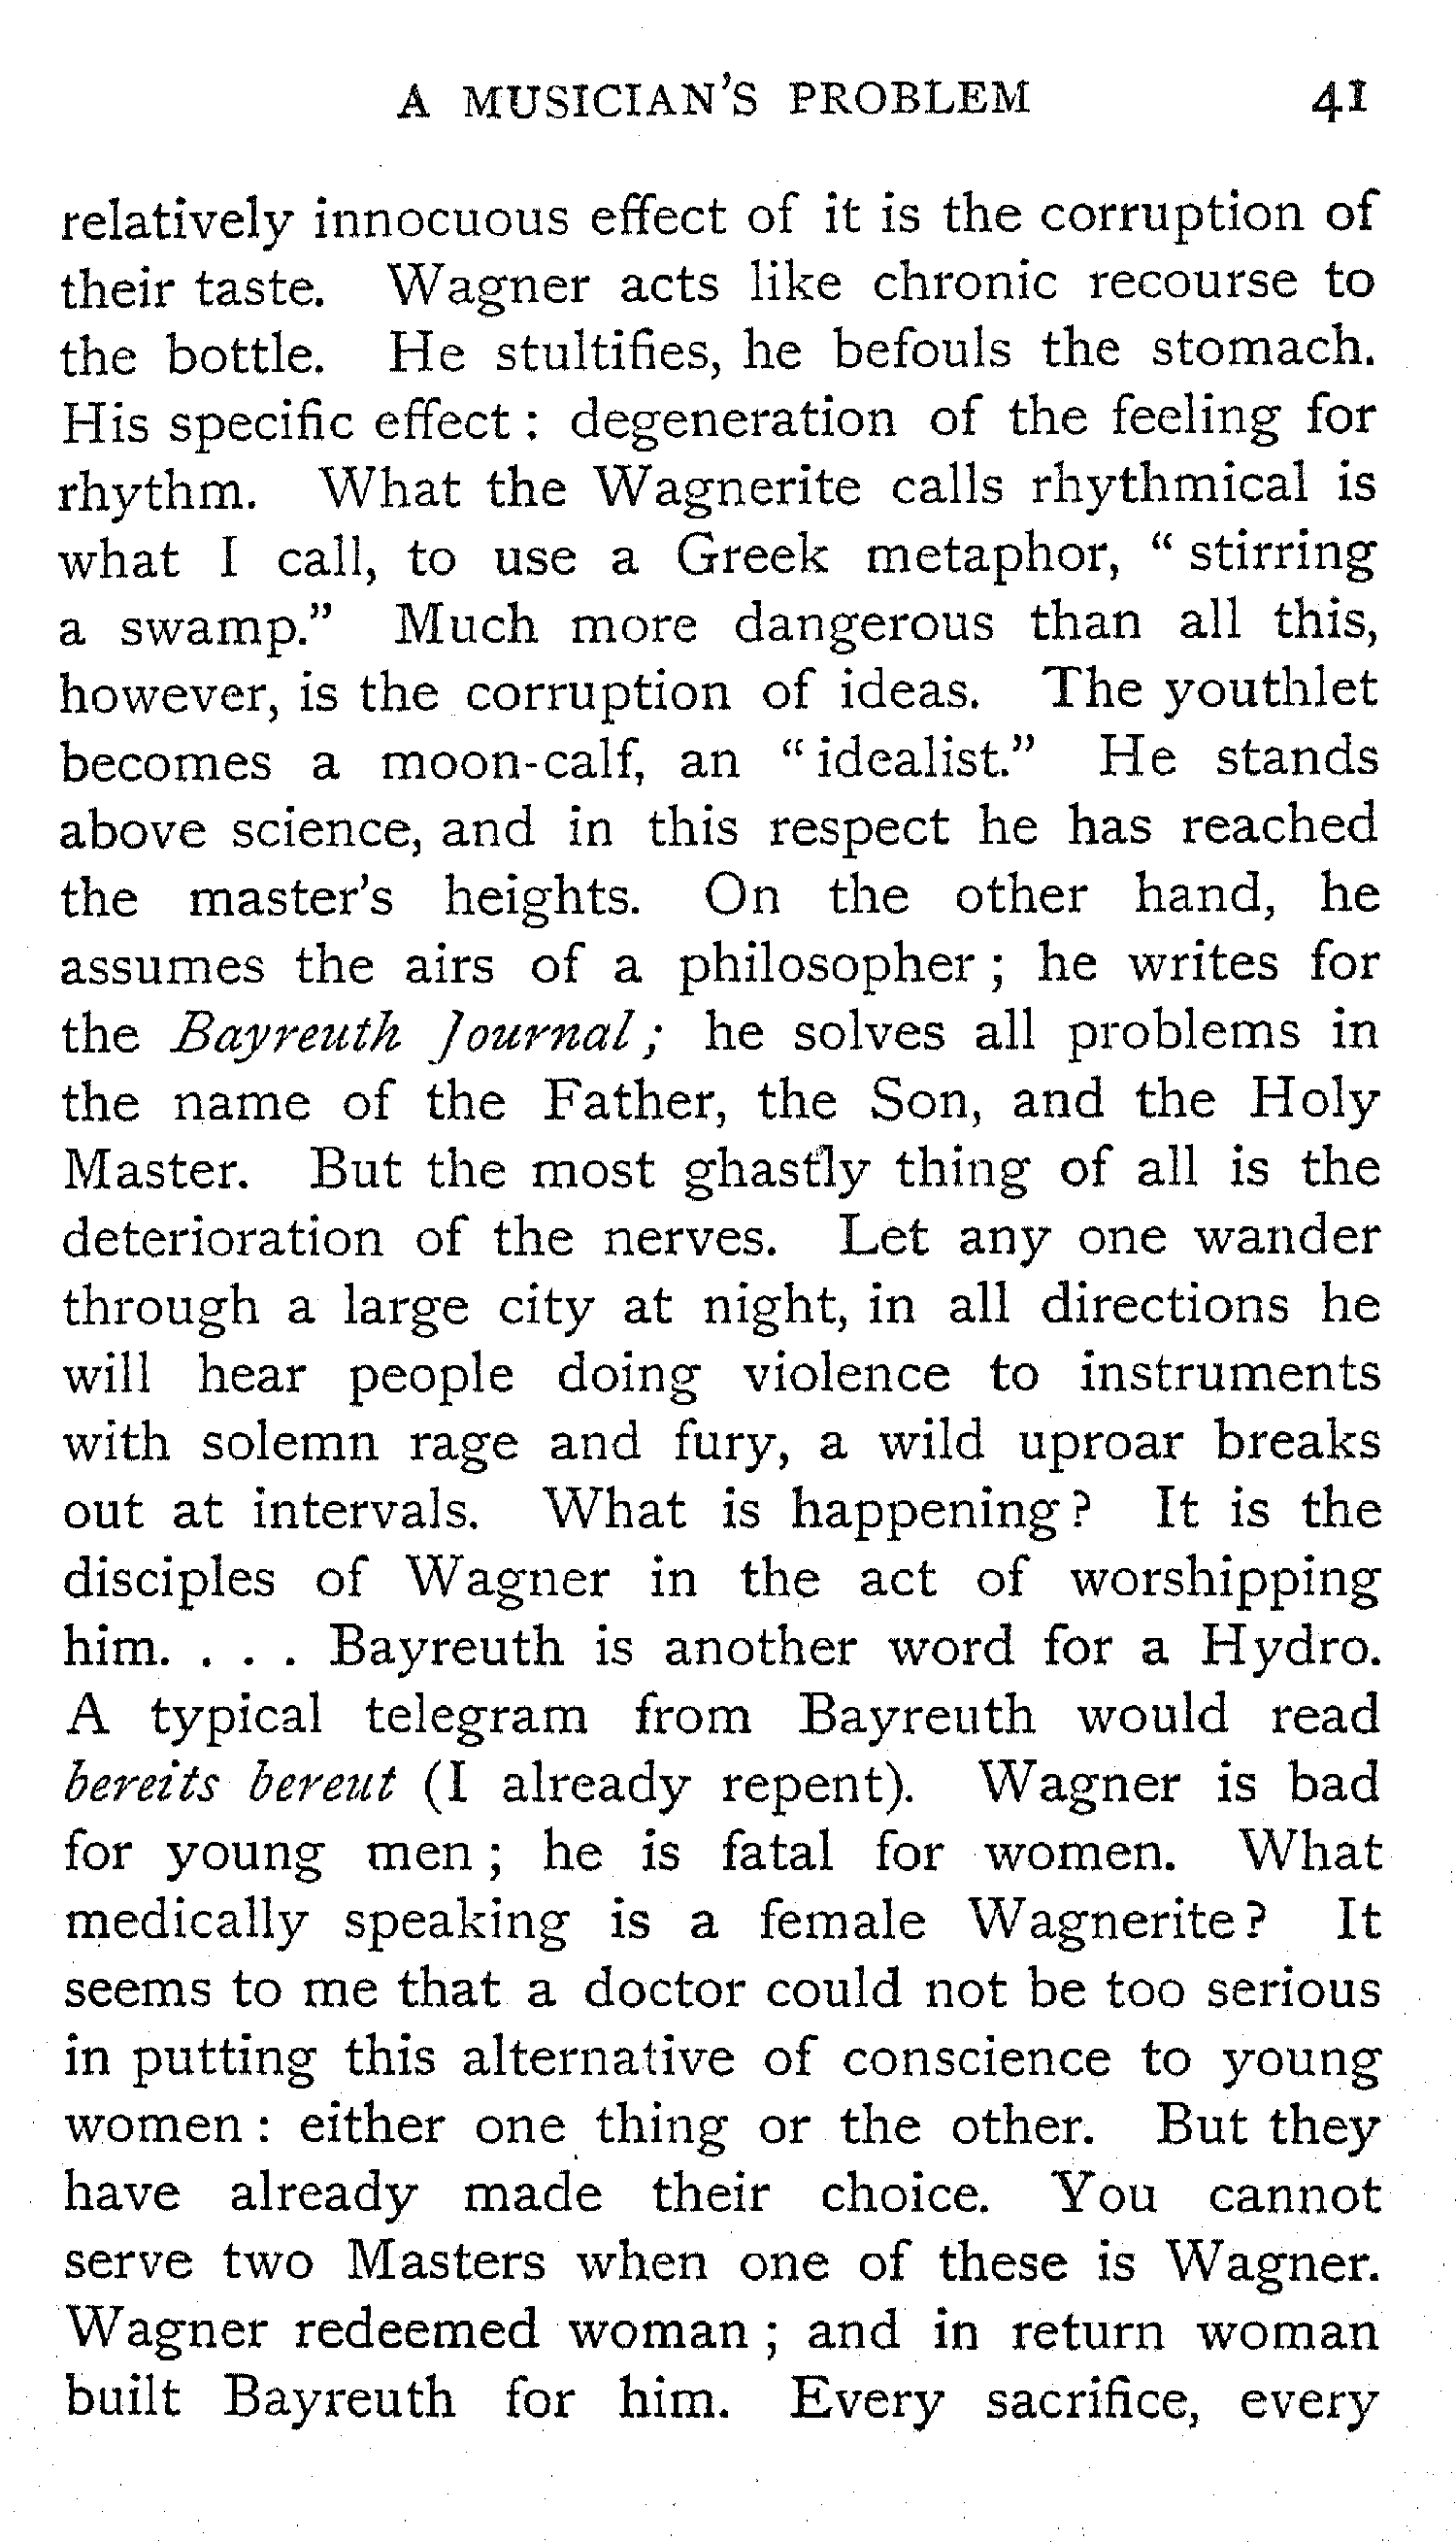 A MUSICIAN'S PROBLEM 41
relatively innocuous effect of it is the corruption of
their taste. Wagner acts like chronic recourse to
the bottle. He stultifies, he befouls the stomach.
His specific effect : degeneration of the feeling for
rhythm. What the Wagnerite calls rhythmical is
what I call, to use a Greek metaphor, “ stirring
a swamp.” Much more dangerous than all this,
however, is the corruption of ideas. The youthlet
becomes a moon-calf, an “ idealist.” He stands
above science, and in this respect he has reached
the master's heights. On the other hand, he
assumes the airs of a philosopher ; he writes for
the Bayreuth Journal ; he solves all problems in
the name of the Father, the Son, and the Holy
Master. But the most ghastly thing of all is the
deterioration of the nerves. Let any one wander
through a large city at night, in all directions he
will hear people doing violence to instruments
with solemn rage and fury, a wild uproar breaks
out at intervals. What is happening ? It is the
disciples of Wagner in the act of worshipping
him. . . . Bayreuth is another word for a Hydro.
A typical telegram from Bayreuth would read
bereits bereut (I already repent). Wagner is bad
for young men ; he is fatal for women. What
medically speaking is a female Wagnerite ? It
seems to me that a doctor could not be too serious
in putting this alternative of conscience to young
women : either one thing or the other. But they
have already made their choice. You cannot
serve two Masters when one of these is Wagner.
Wagner redeemed woman ; and in return woman
built Bayreuth for him. Every sacrifice, every